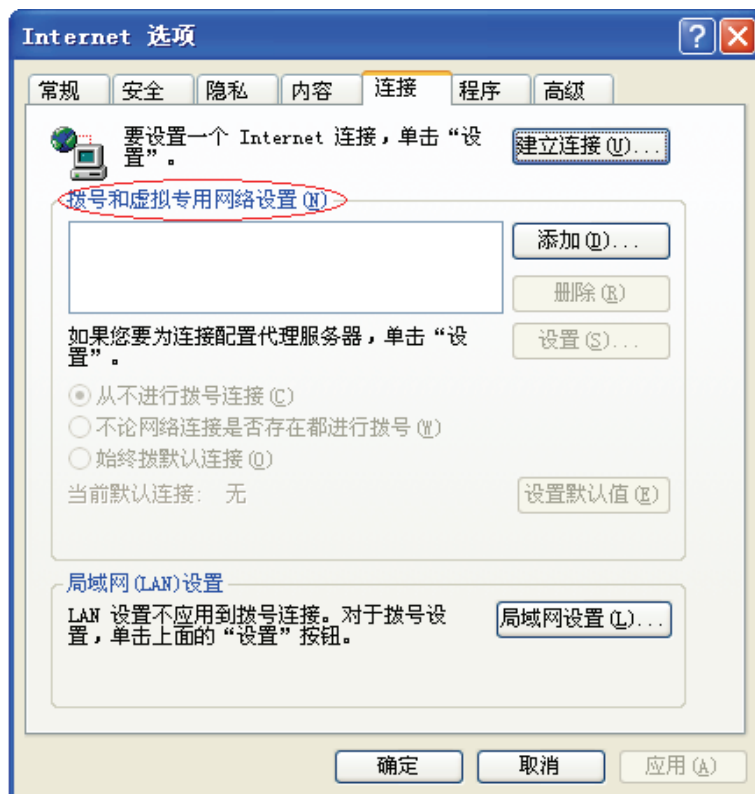 Internet 选项
常规 安全 隐私 内容 连接 程序 高级
要设置一个 Internet 连接，单击“设
置”。
建立连接(U)...
拨号和虚拟专用网络设置(N)
添加(D)...
删除(R)
如果您要为连接配置代理服务器，单击“设
置”。
设置(S)...
从不进行拨号连接(C)
不论网络连接是否存在都进行拨号(W)
始终拨默认连接(O)
当前默认连接： 无
设置默认值(E)
局域网(LAN)设置
LAN 设置不应用到拨号连接。对于拨号设
置，单击上面的“设置”按钮。
局域网设置(L)...
确定 取消 应用(A)